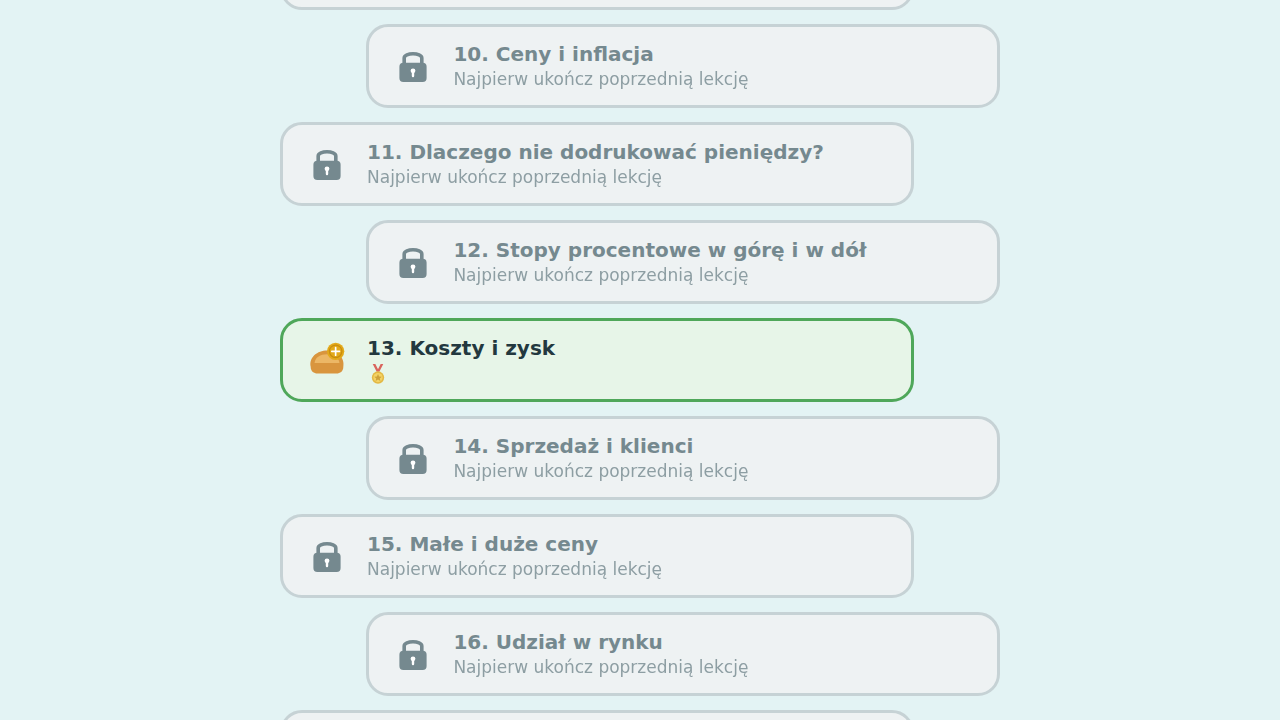 10. Ceny i inflacja
Najpierw ukończ poprzednią lekcję
11. Dlaczego nie dodrukować pieniędzy?
Najpierw ukończ poprzednią lekcję
12. Stopy procentowe w górę i w dół
Najpierw ukończ poprzednią lekcję
13. Koszty i zysk
14. Sprzedaż i klienci
Najpierw ukończ poprzednią lekcję
15. Małe i duże ceny
Najpierw ukończ poprzednią lekcję
16. Udział w rynku
Najpierw ukończ poprzednią lekcję